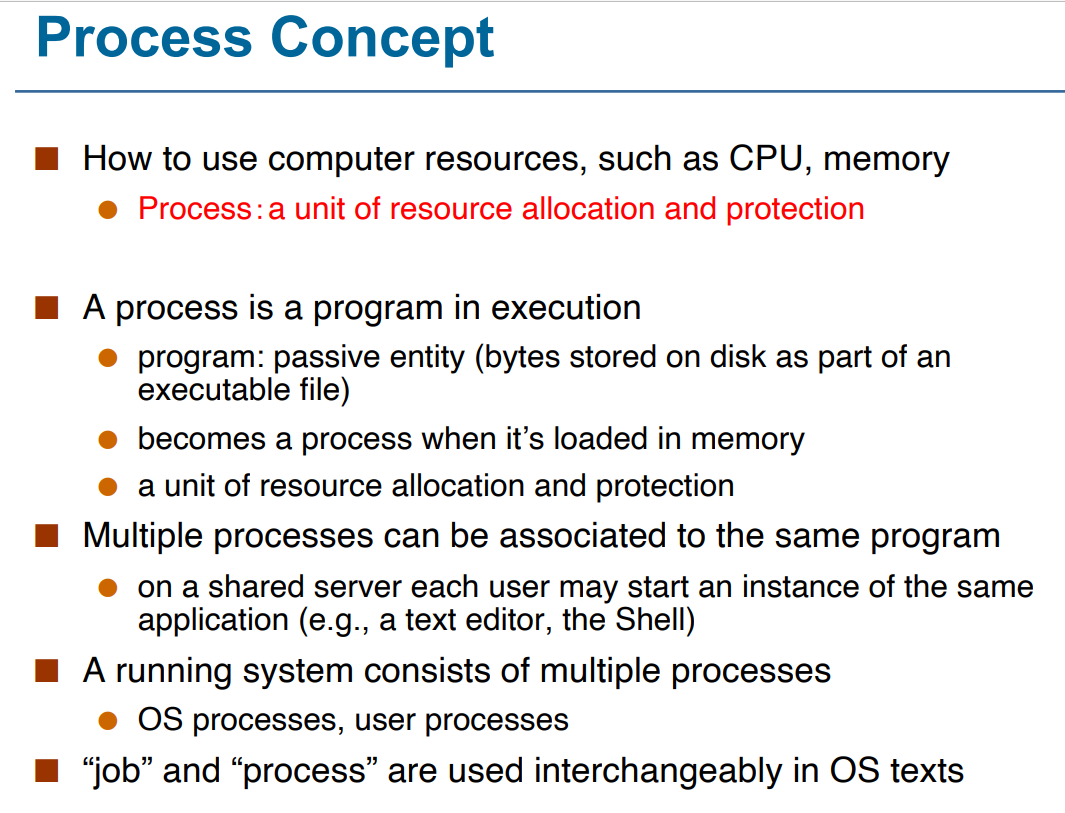 Process Concept
How to use computer resources, such as CPU, memory
Process: a unit of resource allocation and protection
A process is a program in execution
program: passive entity (bytes stored on disk as part of an
executable file)
becomes a process when it’s loaded in memory
a unit of resource allocation and protection
Multiple processes can be associated to the same program
on a shared server each user may start an instance of the same
application (e.g., a text editor, the Shell)
A running system consists of multiple processes
OS processes, user processes
“job” and “process” are used interchangeably in OS texts